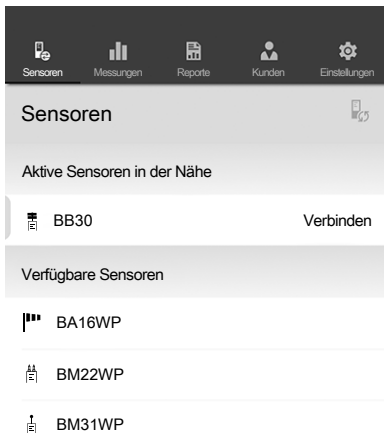 Sensoren Messungen Reporte Kunden Einstellungen
Sensoren
Aktive Sensoren in der Nähe
BB30 Verbinden
Verfügbare Sensoren
BA16WP
BM22WP
BM31WP